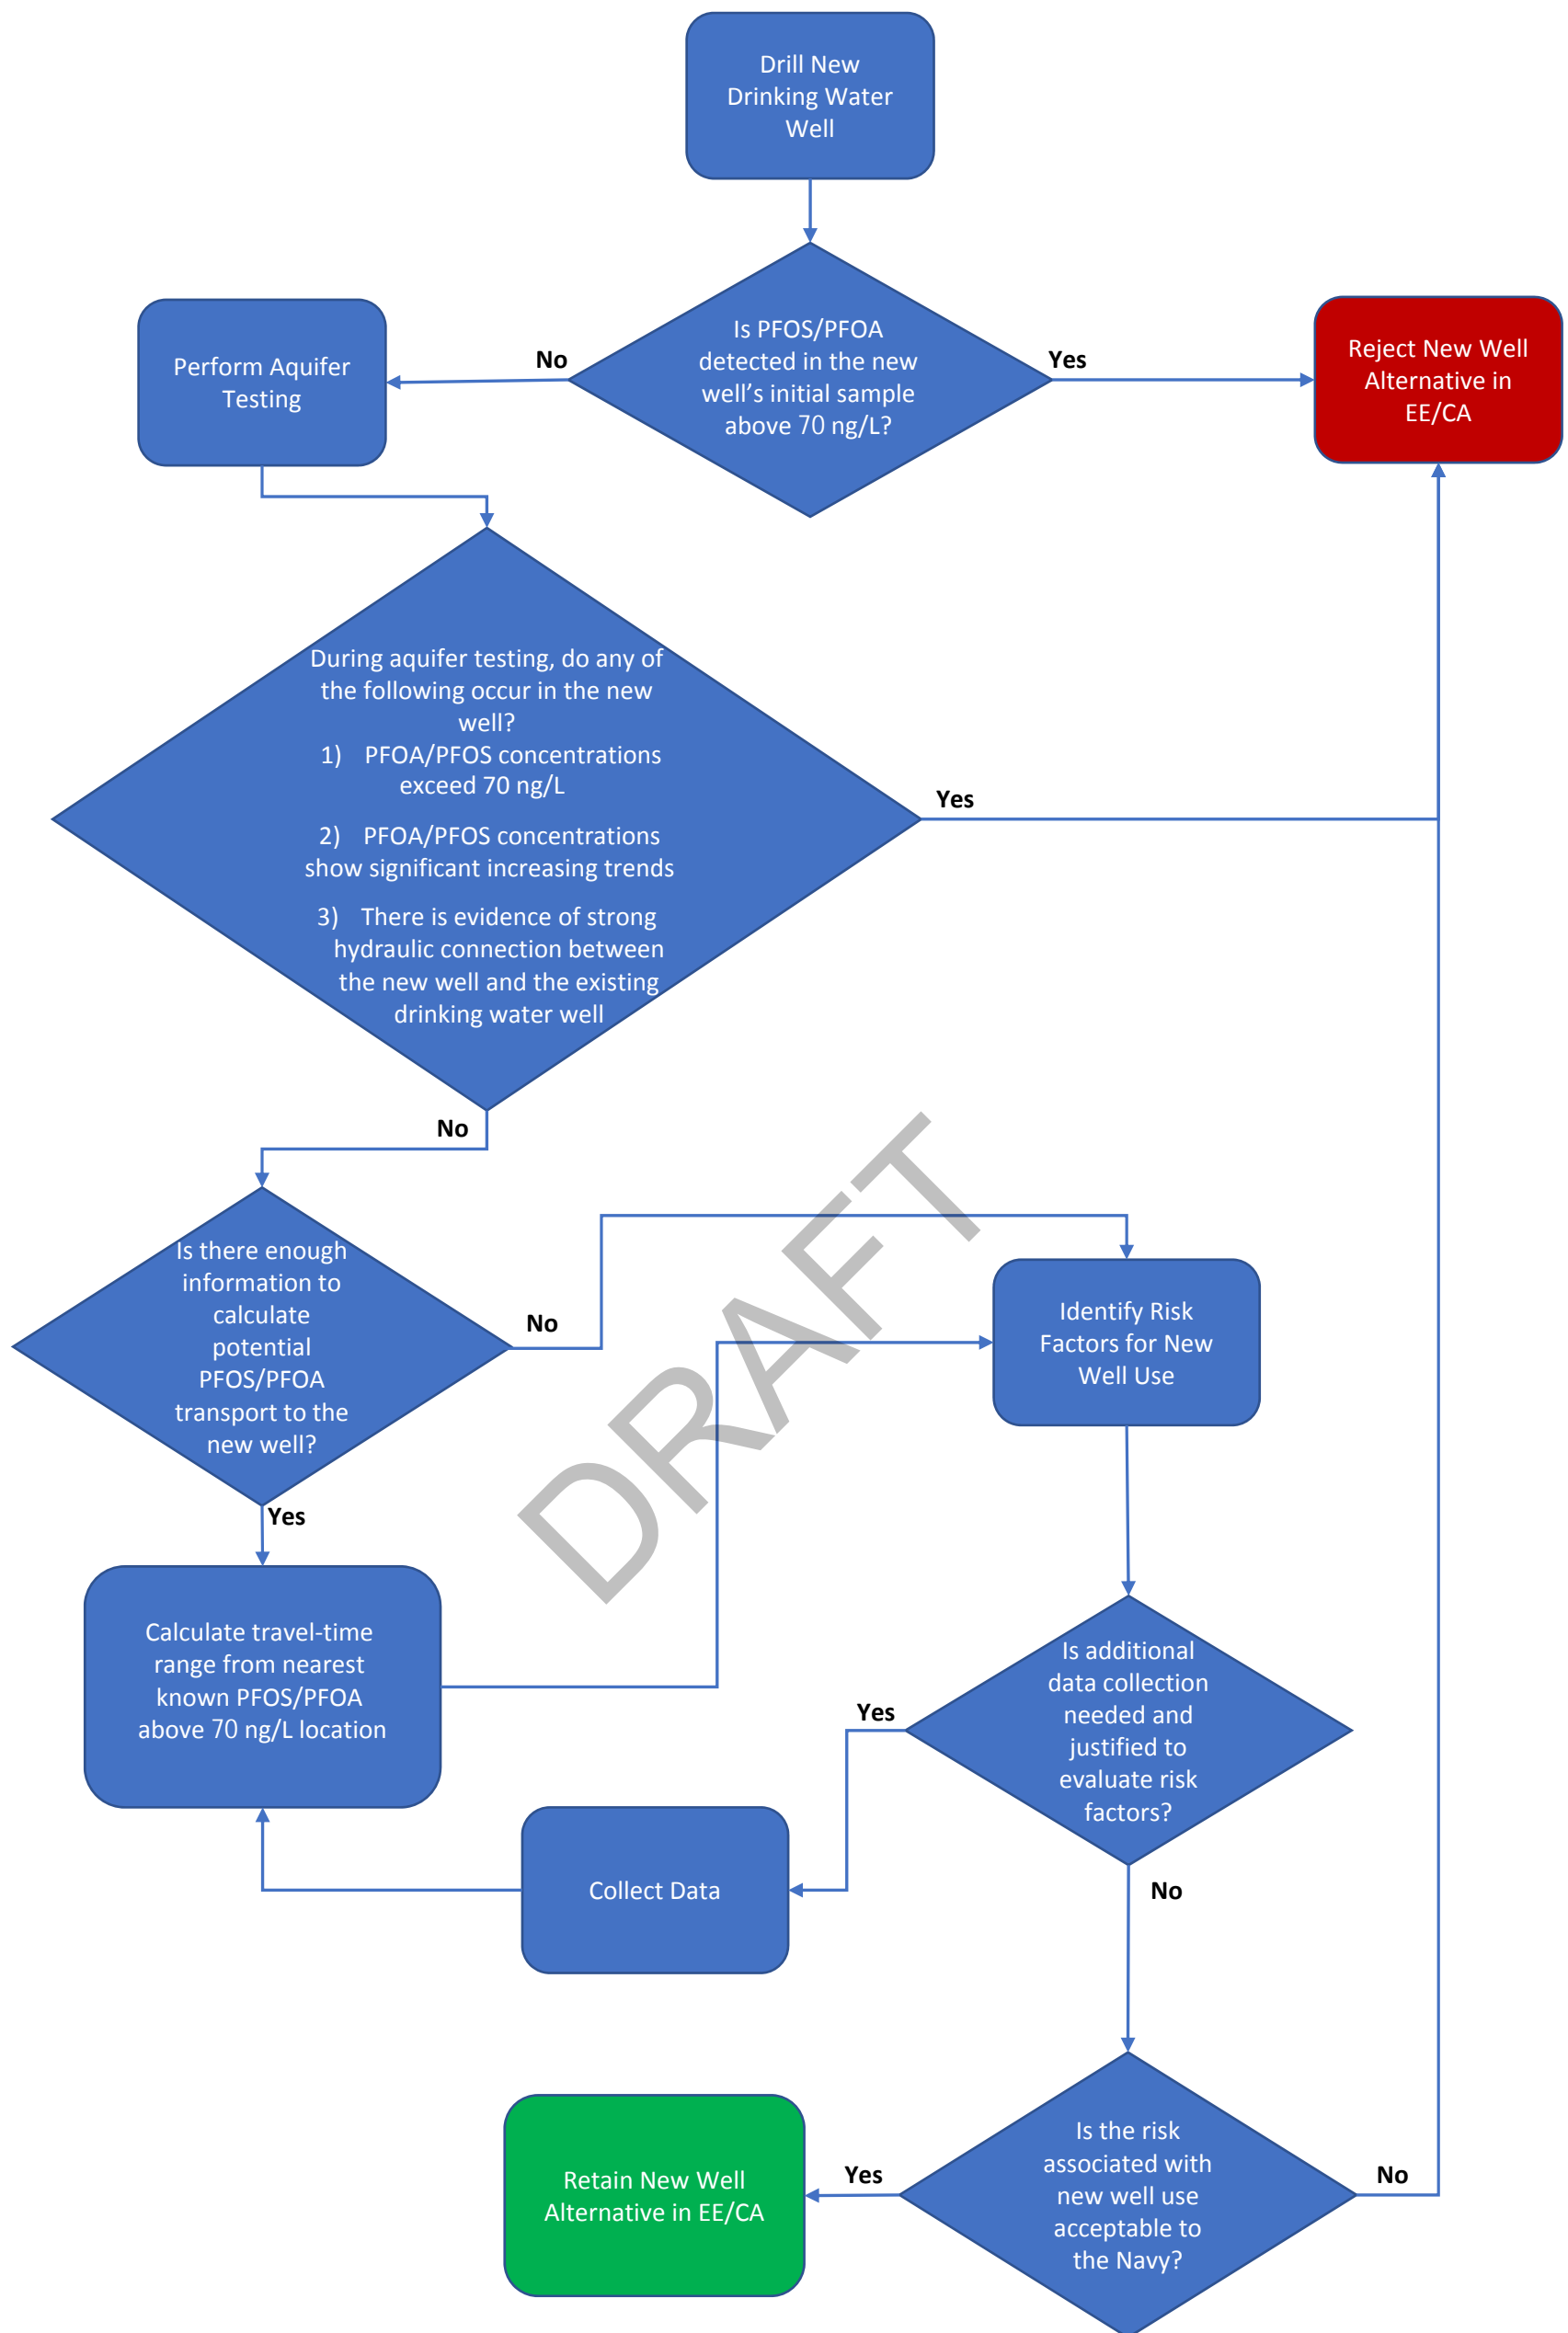 Drill New
Drinking Water
Well
Is PFOS/PFOA
detected in the new
well’s initial sample
above 70 ng/L?
No
Yes
Perform Aquifer
Testing
Reject New Well
Alternative in
EE/CA
During aquifer testing, do any of
the following occur in the new
well?
1) PFOA/PFOS concentrations
exceed 70 ng/L
2) PFOA/PFOS concentrations
show significant increasing trends
3) There is evidence of strong
hydraulic connection between
the new well and the existing
drinking water well
Yes
No
Is there enough
information to
calculate
potential
PFOS/PFOA
transport to the
new well?
No
Yes
Identify Risk
Factors for New
Well Use
DRAFT
Calculate travel-time
range from nearest
known PFOS/PFOA
above 70 ng/L location
Is additional
data collection
needed and
justified to
evaluate risk
factors?
Yes
No
Collect Data
Is the risk
associated with
new well use
acceptable to
the Navy?
Yes
No
Retain New Well
Alternative in EE/CA